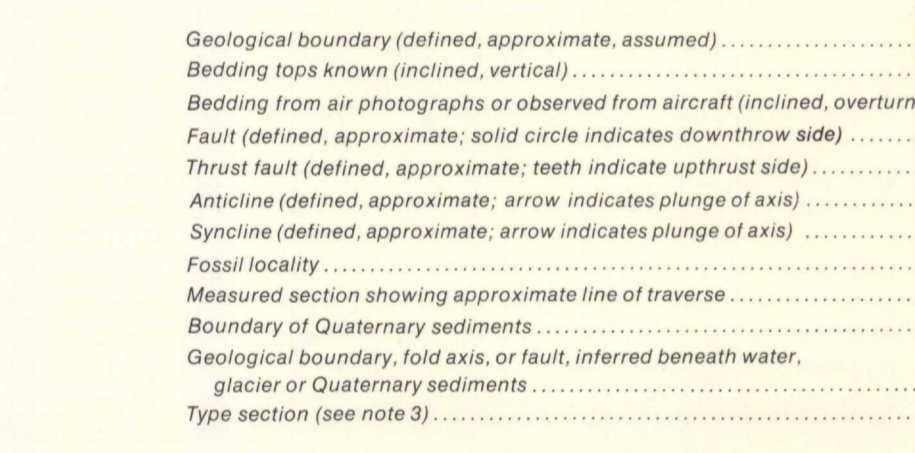 Geological boundary (defined, approximate, assumed) .....................
Bedding tops known (inclined, vertical) .....................................
Bedding from air photographs or observed from aircraft (inclined, overturn
Fault (defined, approximate; solid circle indicates downthrow side) .......
Thrust fault (defined, approximate; teeth indicate upthrust side) ...........
Anticline (defined, approximate; arrow indicates plunge of axis) ............
Syncline (defined, approximate; arrow indicates plunge of axis) ............
Fossil locality ................................................................
Measured section showing approximate line of traverse ....................
Boundary of Quaternary sediments .........................................
Geological boundary, fold axis, or fault, inferred beneath water,
glacier or Quaternary sediments ..........................................
Type section (see note 3) ....................................................